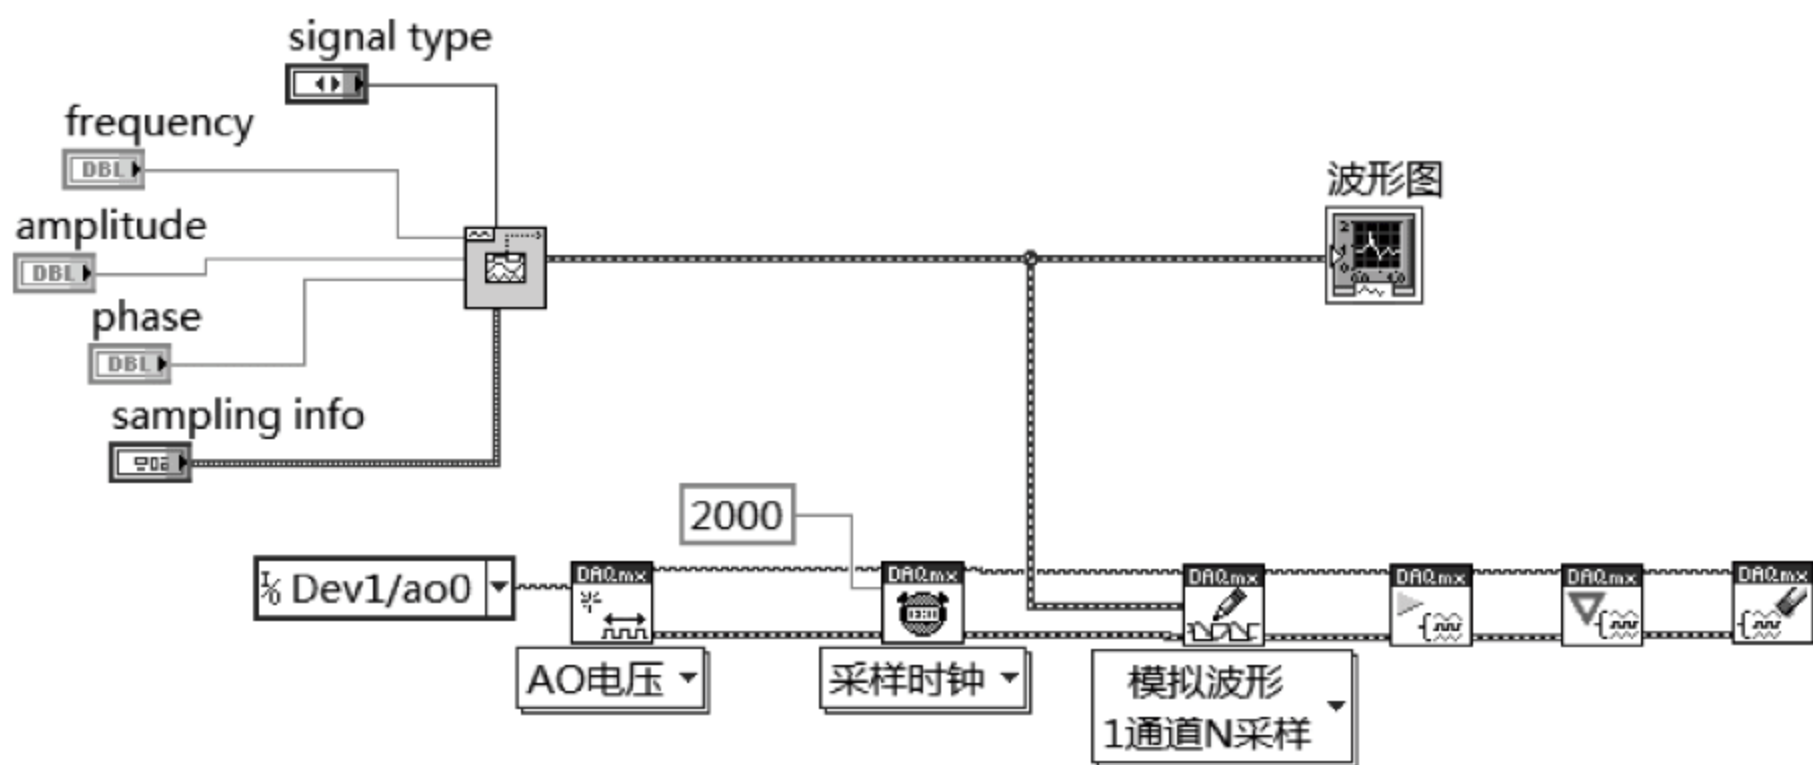 signal type
frequency
DBL
amplitude
DBL
phase
DBL
sampling info
波形图
2000
I/O Dev1/ao0
DAQmx
DAQmx
DAQmx
DAQmx
DAQmx
DAQmx
AO电压
采样时钟
模拟波形
1通道N采样